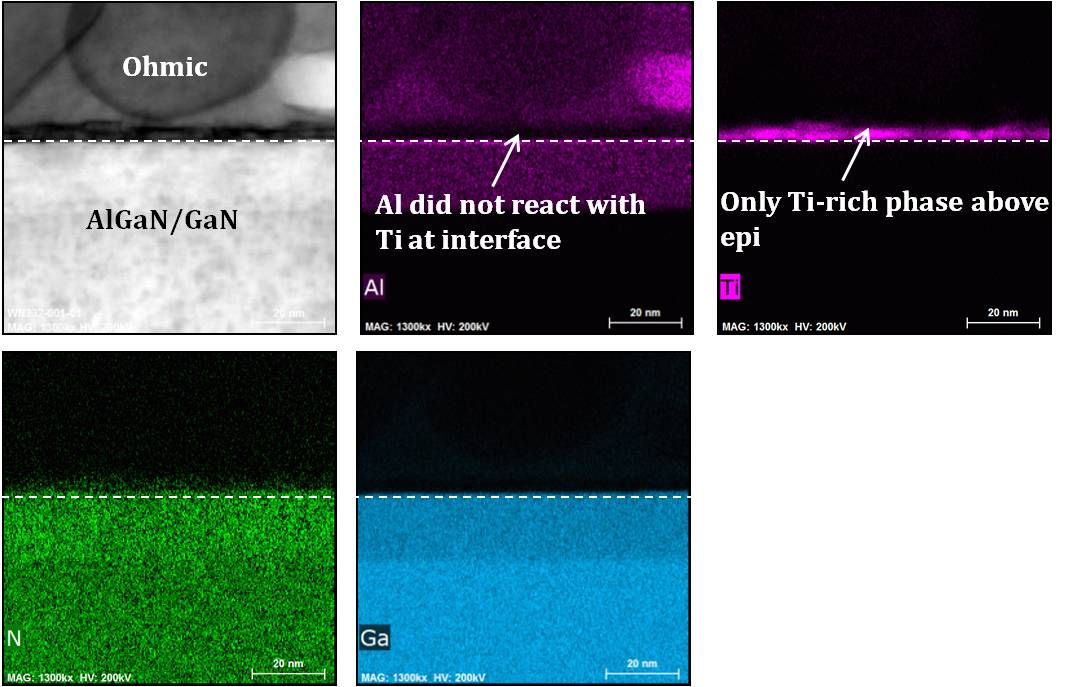 Ohmic
AlGaN/GaN
20 nm
Al did not react with
Ti at interface
Al
20 nm
MAG: 1300kx HV: 200kV
Only Ti-rich phase above
epi
Ti
20 nm
MAG: 1300kx HV: 200kV
N
20 nm
MAG: 1300kx HV: 200kV
Ga
20 nm
MAG: 1300kx HV: 200kV